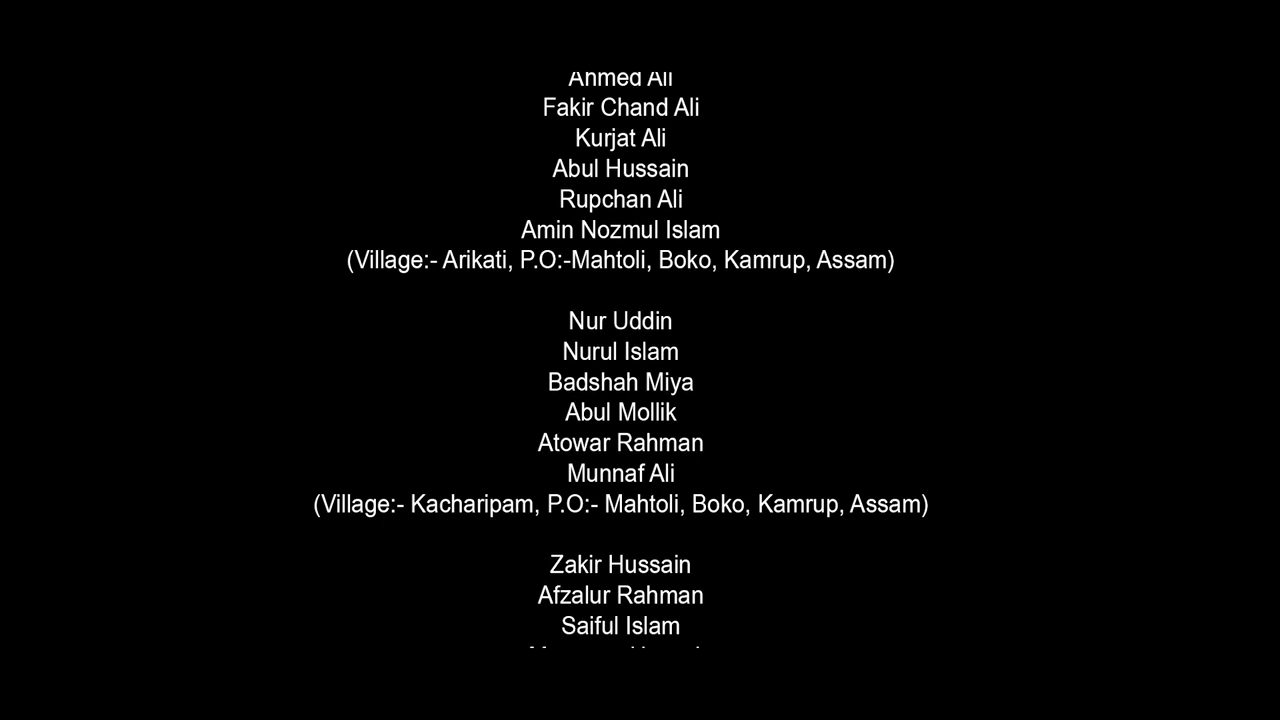 Ahmed Ali
Fakir Chand Ali
Kurjat Ali
Abul Hussain
Rupchan Ali
Amin Nozmul Islam
(Village:- Arikati, P.O:-Mahtoli, Boko, Kamrup, Assam)
Nur Uddin
Nurul Islam
Badshah Miya
Abul Mollik
Atowar Rahman
Munnaf Ali
(Village:- Kacharipam, P.O:- Mahtoli, Boko, Kamrup, Assam)
Zakir Hussain
Afzalur Rahman
Saiful Islam